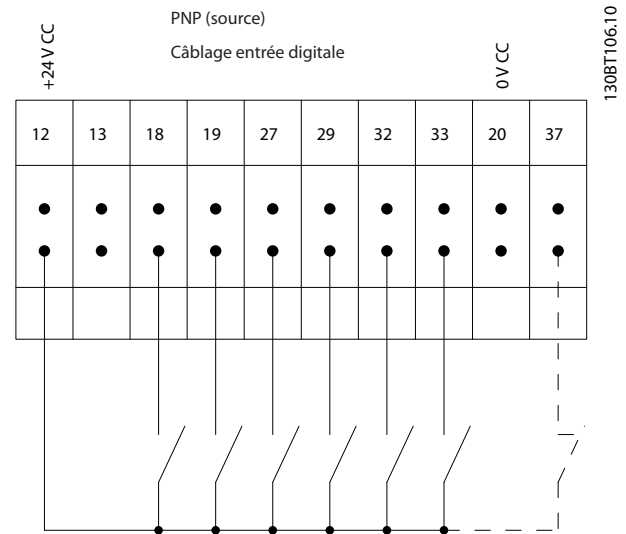 PNP (source)
Câblage entrée digitale
+24 V CC
0 V CC
130BT106.10
12 13 18 19 27 29 32 33 20 37